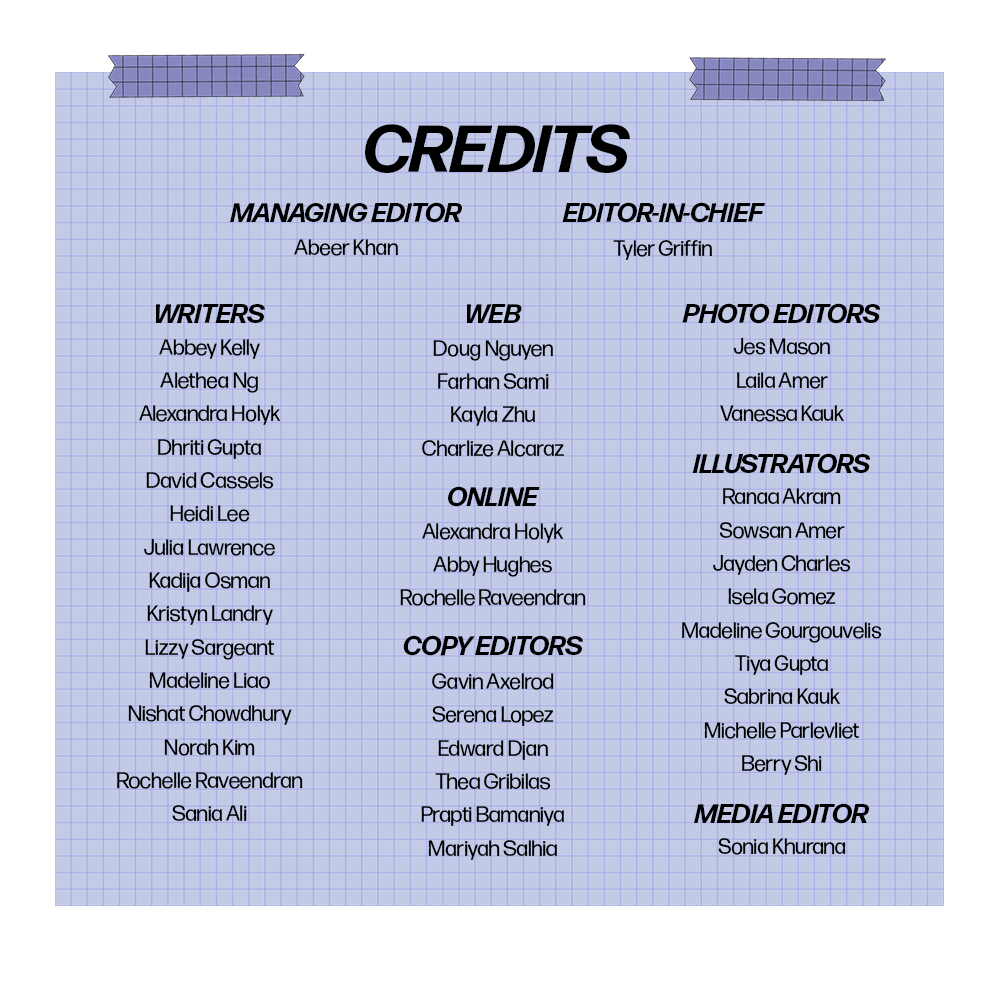 CREDITS
MANAGING EDITOR
Abeer Khan
EDITOR-IN-CHIEF
Tyler Griffin
WRITERS
Abbey Kelly
Alethea Ng
Alexandra Holyk
Dhriti Gupta
David Cassels
Heidi Lee
Julia Lawrence
Kadija Osman
Kristyn Landry
Lizzy Sargeant
Madeline Liao
Nishat Chowdhury
Norah Kim
Rochelle Raveendran
Sania Ali
WEB
Doug Nguyen
Farhan Sami
Kayla Zhu
Charlize Alcaraz
ONLINE
Alexandra Holyk
Abby Hughes
Rochelle Raveendran
COPY EDITORS
Gavin Axelrod
Serena Lopez
Edward Djan
Thea Gribilas
Prapti Bamaniya
Mariyah Salhia
PHOTO EDITORS
Jes Mason
Laila Amer
Vanessa Kauk
ILLUSTRATORS
Ranaa Akram
Sowsan Amer
Jayden Charles
Isela Gomez
Madeline Gourgouvelis
Tiya Gupta
Sabrina Kauk
Michelle Parlevliet
Berry Shi
MEDIA EDITOR
Sonia Khurana